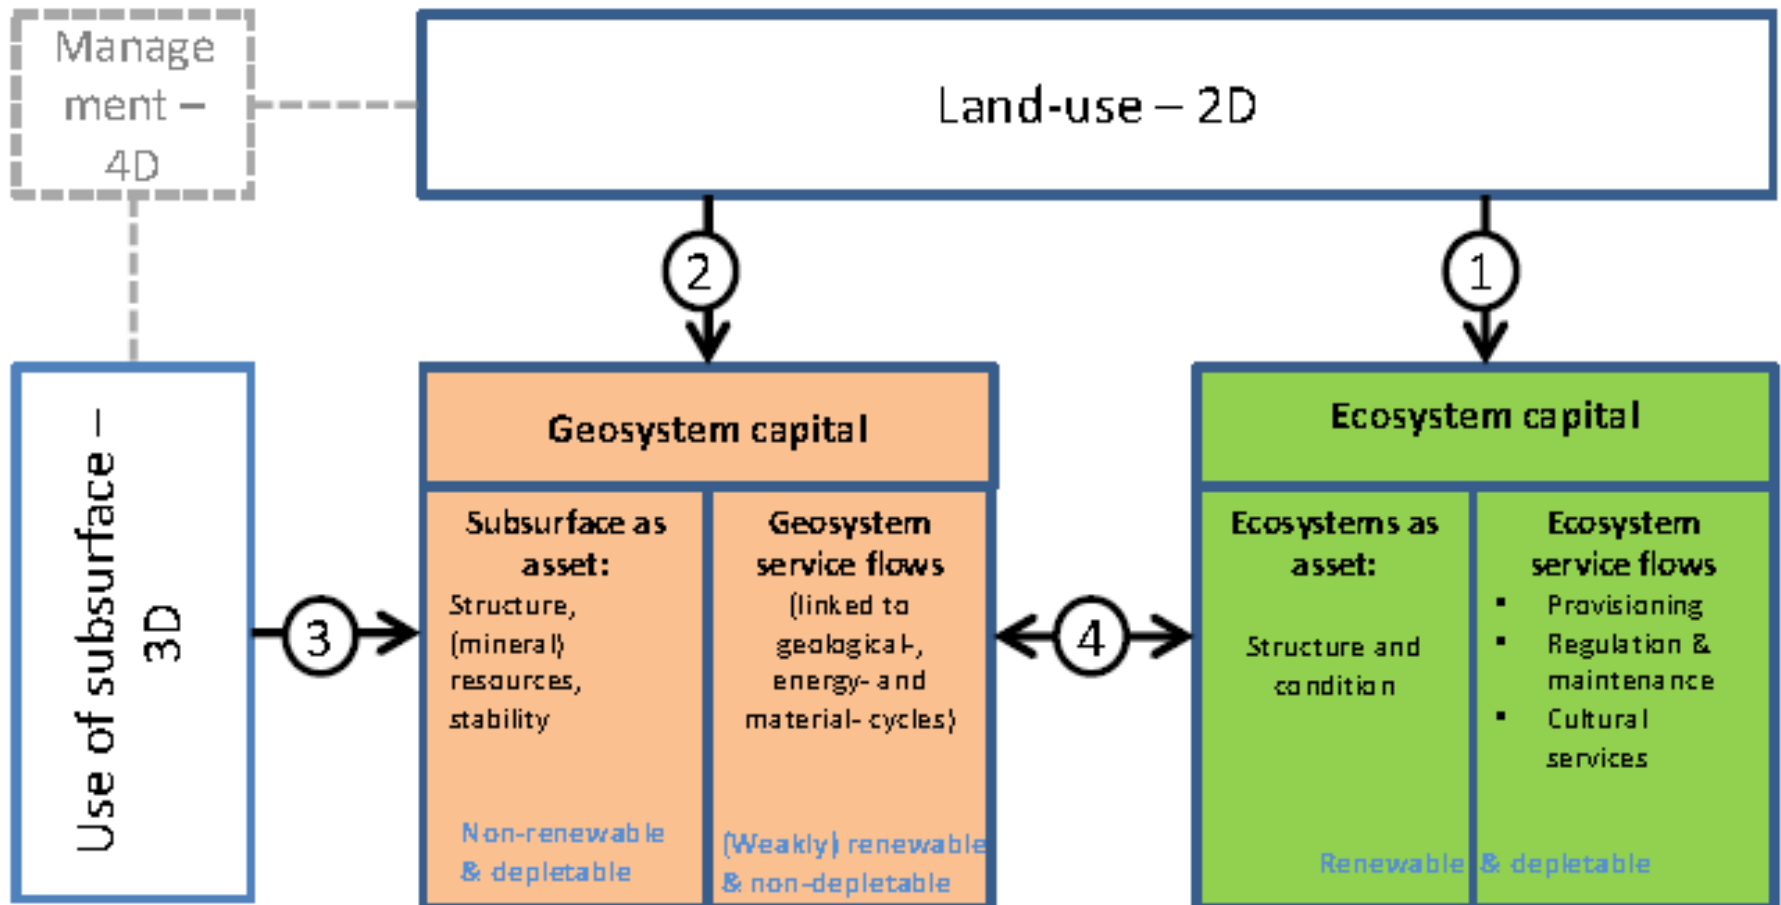 Manage
ment –
4D
Land-use – 2D
2
1
Use of subsurface –
3D
3
Geosystem capital
Subsurface as
asset:
Structure,
(mineral)
resources,
stability
Non-renewable
& depletable
Geosystem
service flows
(linked to
geological-,
energy- and
material- cycles)
(Weakly) renewable
& non-depletable
4
Ecosystem capital
Ecosystems as
asset:
Structure and
condition
Ecosystem
service flows
▪ Provisioning
▪ Regulation &
maintenance
▪ Cultural
services
Renewable & depletable